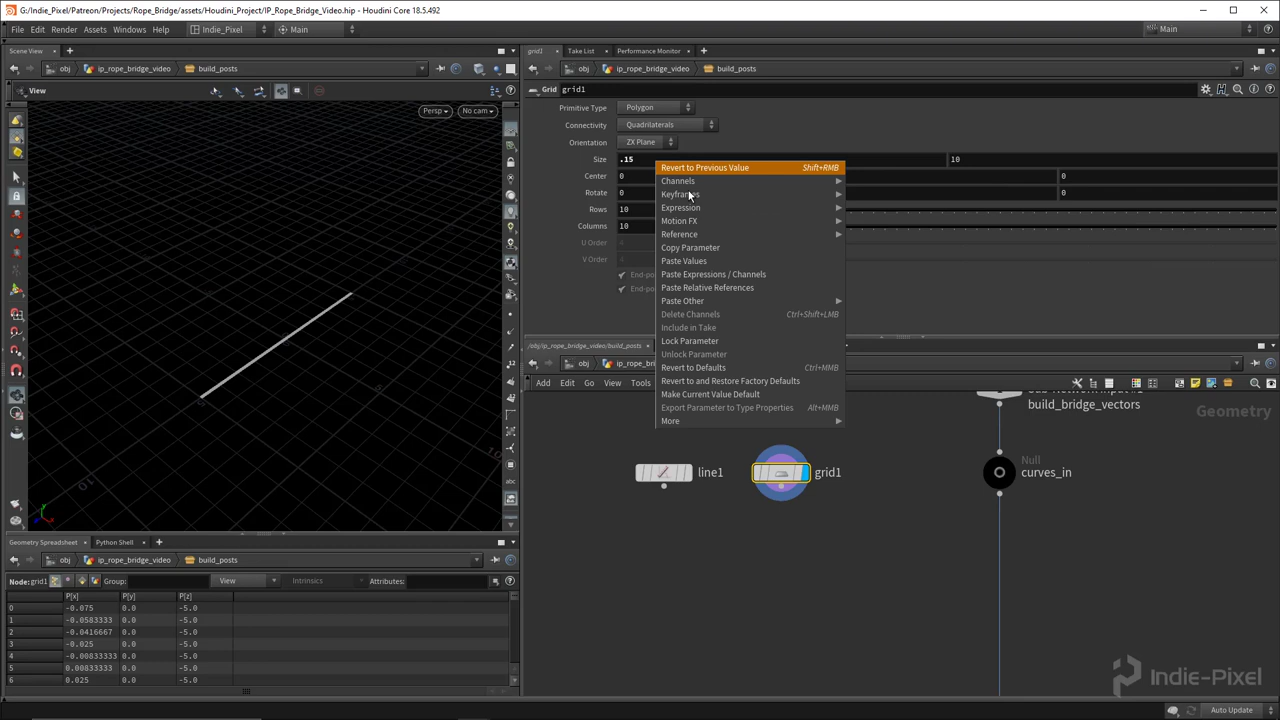 G:/Indie_Pixel/Patreon/Projects/Rope_Bridge/assets/Houdini_Project/IP_Rope_Bridge_Video.hip - Houdini Core 18.5.492
File Edit Render Assets Windows Help Indie_Pixel Main Main
Scene View
obj ip_rope_bridge_video build_posts
View
Persp No cam
grid1 Take List Performance Monitor
obj ip_rope_bridge_video build_posts
Grid grid1
Primitive Type Polygon
Connectivity Quadrilaterals
Orientation ZX Plane
Size .15 10
Center 0 0
Rotate 0 0
Rows 10
Columns 10
U Order 4
V Order 4
Revert to Previous Value Shift+RMB
Channels
Keyframes
Expression
Motion FX
Reference
Copy Parameter
Paste Values
Paste Expressions / Channels
Paste Relative References
Paste Other
Delete Channels Ctrl+Shift+LMB
Include in Take
Lock Parameter
Unlock Parameter
Revert to Defaults Ctrl+MMB
Revert to and Restore Factory Defaults
Make Current Value Default
Export Parameter to Type Properties Alt+MMB
More
/obj/ip_rope_bridge_video/build_posts
obj
Add Edit Go View Tools
build_bridge_vectors
Geometry
line1
grid1
Null
curves_in
Geometry Spreadsheet Python Shell
obj ip_rope_bridge_video build_posts
Node: grid1 Group: View Intrinsics Attributes:
P[x] P[y] P[z]
0 -0.075 0.0 -5.0
1 -0.0583333 0.0 -5.0
2 -0.0416667 0.0 -5.0
3 -0.025 0.0 -5.0
4 -0.00833333 0.0 -5.0
5 0.00833333 0.0 -5.0
6 0.025 0.0 -5.0
Indie-Pixel
Auto Update